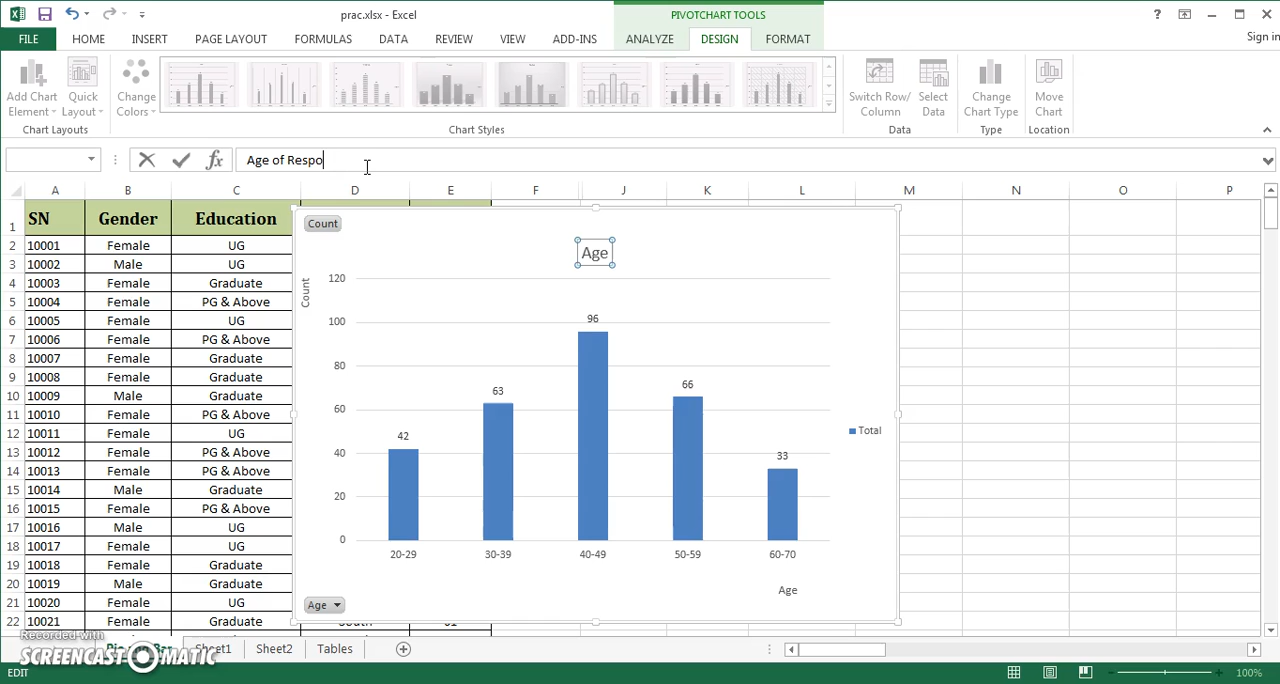 prac.xlsx - Excel
PIVOTCHART TOOLS
?
FILE HOME INSERT PAGE LAYOUT FORMULAS DATA REVIEW VIEW ADD-INS ANALYZE DESIGN FORMAT Sign in
Add Chart Element
Quick Layout
Change Colors
Switch Row/ Column
Select Data
Change Chart Type
Move Chart
Chart Layouts Chart Styles Data Type Location
fx Age of Respo
A B C D E F J K L M N O P
1 SN Gender Education
2 10001 Female UG
3 10002 Male UG
4 10003 Female Graduate
5 10004 Female PG & Above
6 10005 Female UG
7 10006 Female PG & Above
8 10007 Female Graduate
9 10008 Female Graduate
10 10009 Male Graduate
11 10010 Female PG & Above
12 10011 Female UG
13 10012 Female PG & Above
14 10013 Female PG & Above
15 10014 Male Graduate
16 10015 Female PG & Above
17 10016 Male UG
18 10017 Female UG
19 10018 Female Graduate
20 10019 Male Graduate
21 10020 Female UG
22 10021 Female Graduate South 61
Count
Age
Count
120
100
80
60
40
20
0
42
63
96
66
33
20-29 30-39 40-49 50-59 60-70
Total
Age
Age
Recorded with
SCREENCAST-O-MATIC
Sheet1 Sheet2 Tables
EDIT
100%